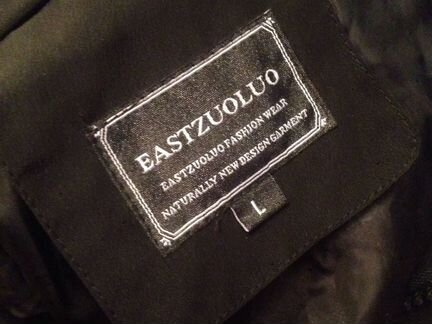 EASTZUOLUO
EASTZUOLUO FASHION WEAR
NATURALLY NEW DESIGN GARMENT
L